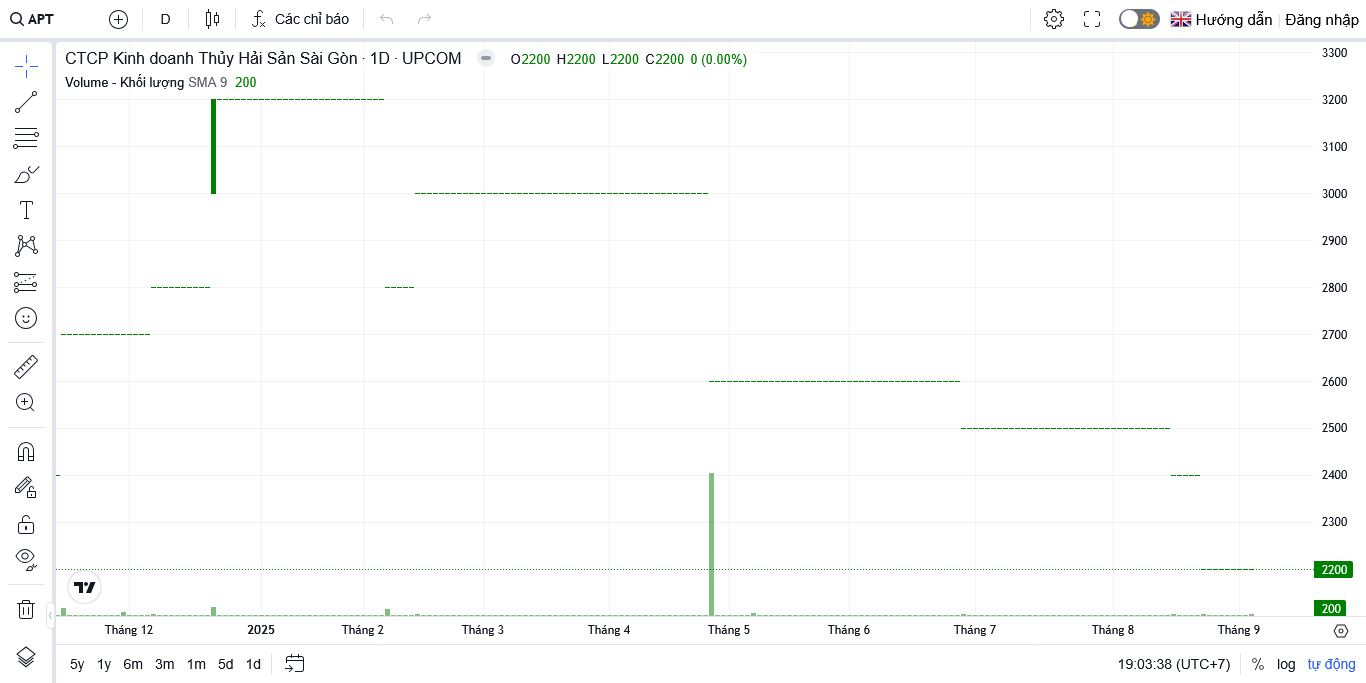 APT D Các chỉ báo Hướng dẫn Đăng nhập
CTCP Kinh doanh Thủy Hải Sản Sài Gòn · 1D · UPCOM O2200 H2200 L2200 C2200 0 (0.00%)
Volume - Khối lượng SMA 9 200
3300
3200
3100
3000
2900
2800
2700
2600
2500
2400
2300
2200
200
Tháng 12 2025 Tháng 2 Tháng 3 Tháng 4 Tháng 5 Tháng 6 Tháng 7 Tháng 8 Tháng 9
5y 1y 6m 3m 1m 5d 1d 19:03:38 (UTC+7) % log tự động